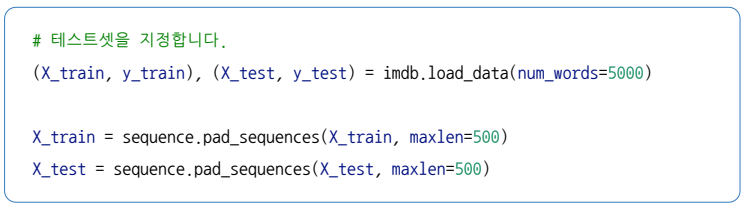 # 테스트셋을 지정합니다.
(X_train, y_train), (X_test, y_test) = imdb.load_data(num_words=5000)
X_train = sequence.pad_sequences(X_train, maxlen=500)
X_test = sequence.pad_sequences(X_test, maxlen=500)